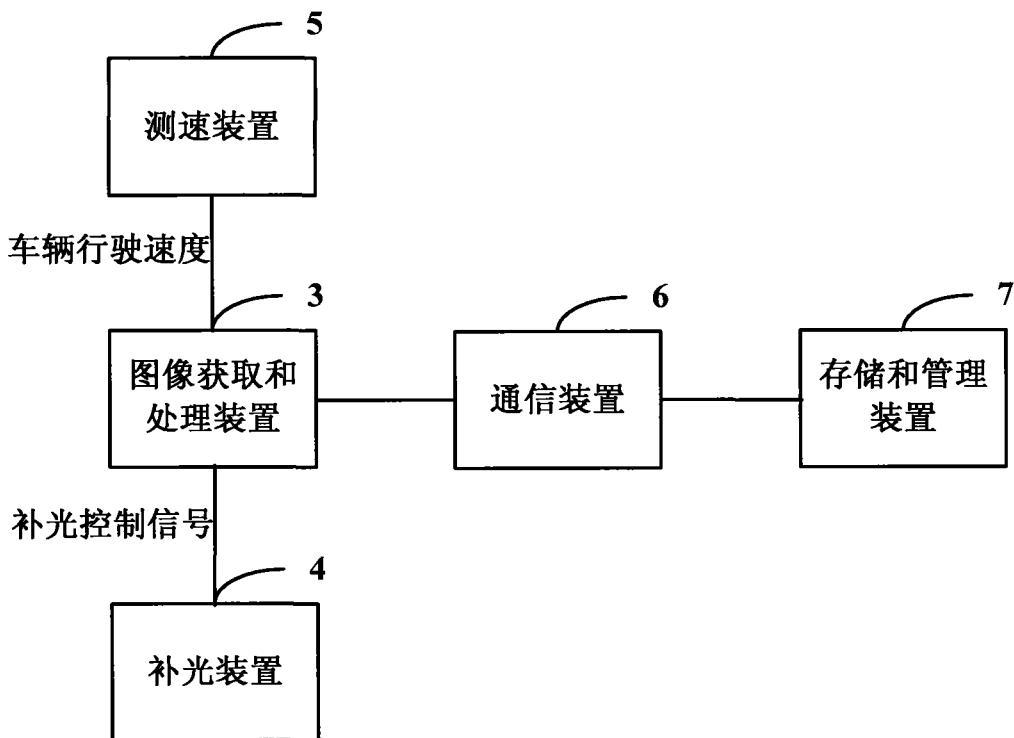 5
测速装置
车辆行驶速度
3
6
7
图像获取和
处理装置
通信装置
存储和管理
装置
补光控制信号
4
补光装置